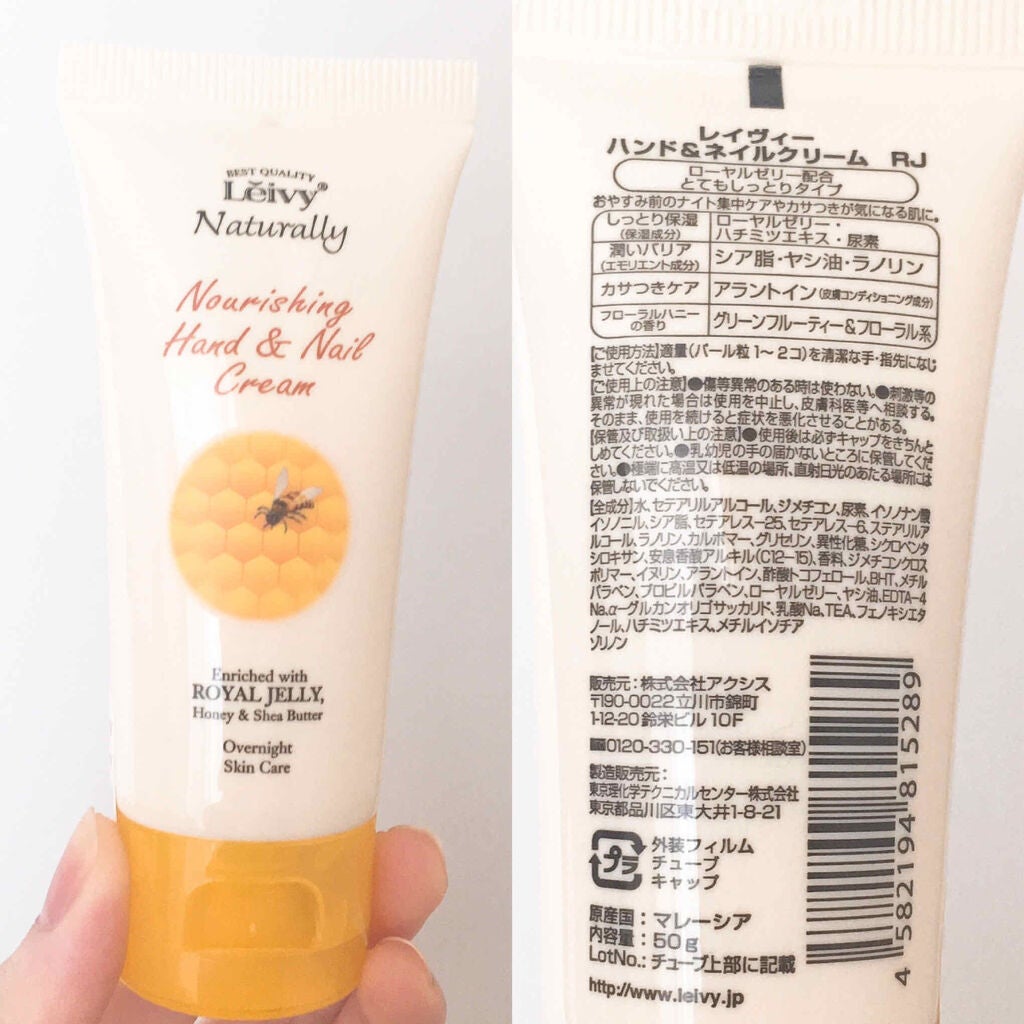 BEST QUALITY
Leivy®
Naturally
Nourishing
Hand & Nail
Cream
Enriched with
ROYAL JELLY,
Honey & Shea Butter
Overnight
Skin Care
レイヴィー
ハンド&ネイルクリーム RJ
ローヤルゼリー配合
とてもしっとりタイプ
おやすみ前のナイト集中ケアやカサつきが気になる肌に。
しっとり保湿
(保湿成分)
ローヤルゼリー・
ハチミツエキス・尿素
潤いバリア
(エモリエント成分)
シア脂・ヤシ油・ラノリン
カサつきケア
アラントイン(皮膚コンディショニング成分)
フローラルハニー
の香り
グリーンフルーティー&フローラル系
【ご使用方法】適量(パール粒1〜2コ)を清潔な手・指先になじ
ませてください。
【ご使用上の注意】●傷等異常のある時は使わない。●刺激等の
異常が現れた場合は使用を中止し、皮膚科医等へ相談する。
そのまま、使用を続けると症状を悪化させることがある。
【保管及び取扱い上の注意】●使用後は必ずキャップをきちんと
しめてください。●乳幼児の手の届かないところに保管してくだ
さい。●極端に高温又は低温の場所、直射日光のあたる場所には
保管しないでください。
【全成分】水、セテアリルアルコール、ジメチコン、尿素、イソノナン酸
イソノニル、シア脂、セテアレス-25、セテアレス-6、ステアリルア
ルコール、ラノリン、カルボマー、グリセリン、異性化糖、シクロペンタ
シロキサン、安息香酸アルキル(C12-15)、香料、ジメチコンクロス
ポリマー、イヌリン、アラントイン、酢酸トコフェロール、BHT、メチル
パラベン、プロピルパラベン、ローヤルゼリー、ヤシ油、EDTA-4
Na、α-グルカンオリゴサッカリド、乳酸Na、TEA、フェノキシエタ
ノール、ハチミツエキス、メチルイソチア
ゾリノン
販売元:株式会社アクシス
〒190-0022 立川市錦町
1-12-20 鈴栄ビル 10F
0120-330-151(お客様相談室)
製造販売元:
東京理化学テクニカルセンター株式会社
東京都品川区東大井1-8-21
プラ
外装フィルム
チューブ
キャップ
原産国:マレーシア
内容量:50g
LotNo.:チューブ上部に記載
http://www.leivy.jp
4 582194 815289